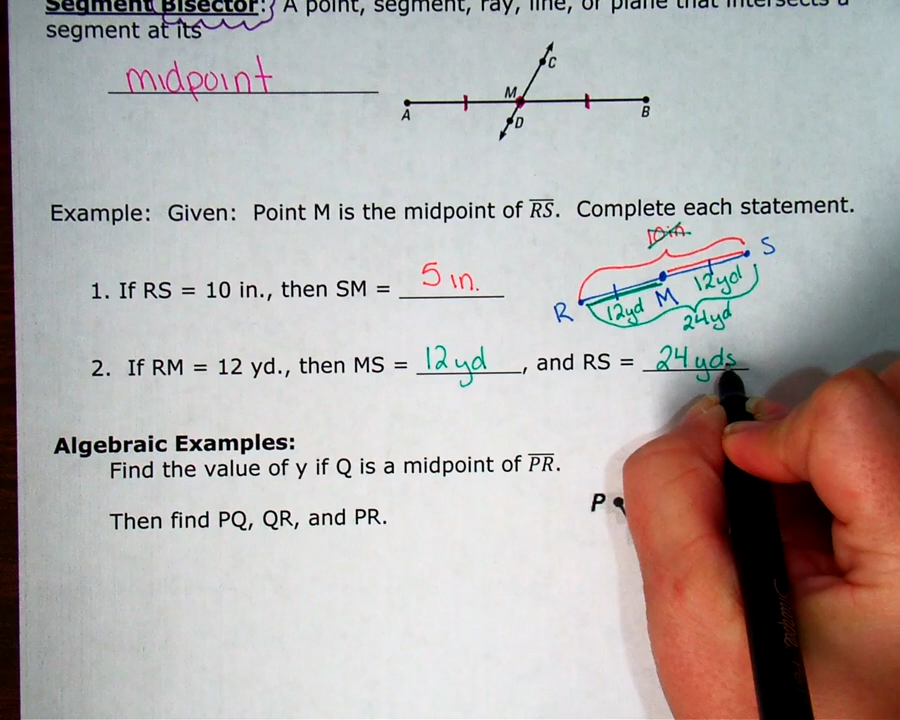 Segment Bisector: A point, segment, ray, line, or plane that intersects a
segment at its
midpoint
A M B C D
Example: Given: Point M is the midpoint of RS. Complete each statement.
10in.
1. If RS = 10 in., then SM = 5 in.
R M S
12yd 12yd
24yd
2. If RM = 12 yd., then MS = 12yd, and RS = 24yds
Algebraic Examples:
Find the value of y if Q is a midpoint of PR.
P
Then find PQ, QR, and PR.